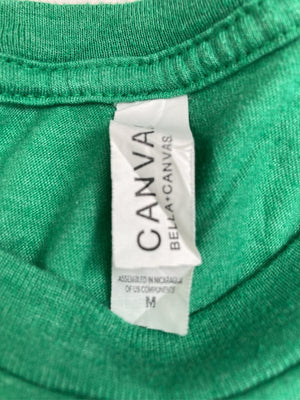 CANVA
BELLA+CANVAS.
ASSEMBLED IN NICARAGUA
OF US COMPONENTS
M